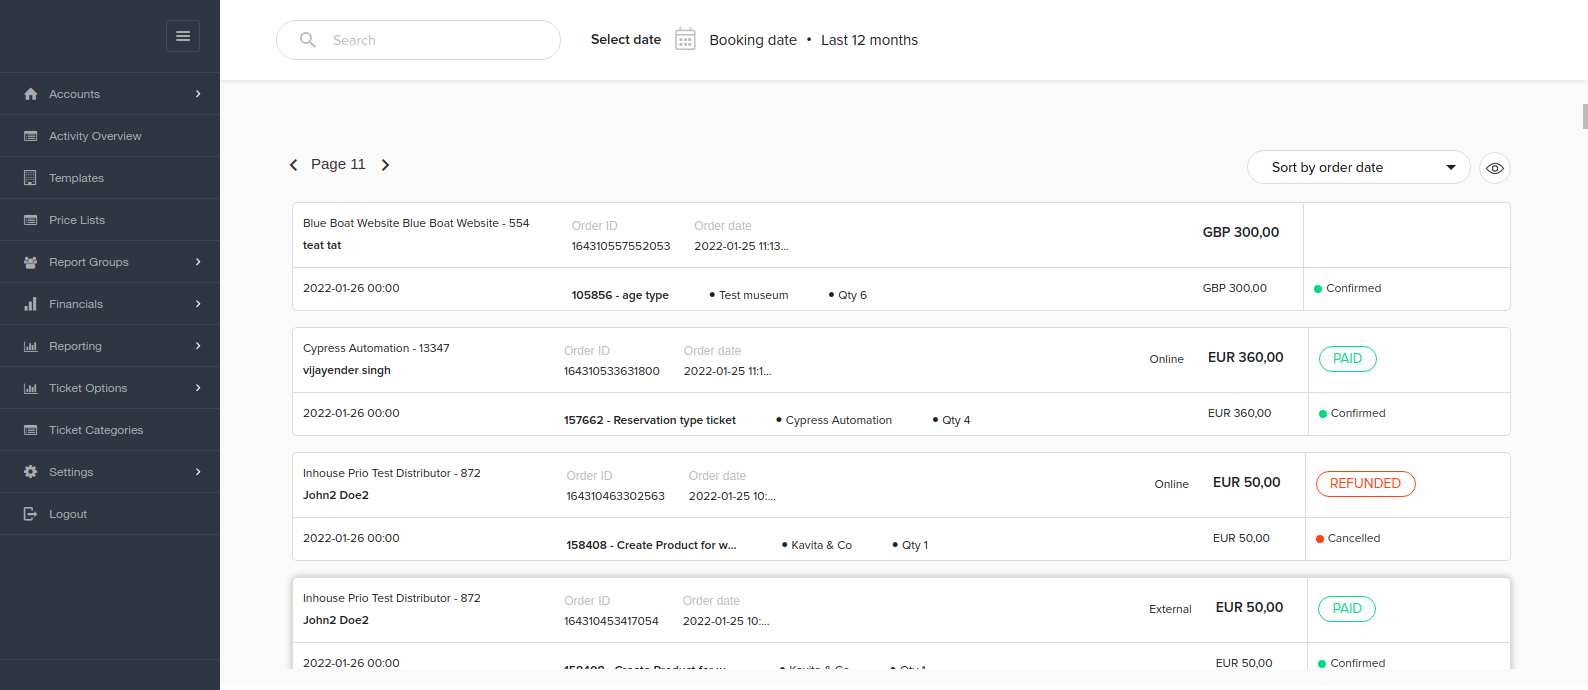 Search
Select date
Booking date • Last 12 months
Accounts
Activity Overview
Templates
Price Lists
Report Groups
Financials
Reporting
Ticket Options
Ticket Categories
Settings
Logout
Page 11
Sort by order date
Blue Boat Website Blue Boat Website - 554
teat tat
Order ID
164310557552053
Order date
2022-01-25 11:13...
GBP 300,00
2022-01-26 00:00
105856 - age type
• Test museum
• Qty 6
GBP 300,00
Confirmed
Cypress Automation - 13347
vijayender singh
Order ID
164310533631800
Order date
2022-01-25 11:1...
Online
EUR 360,00
PAID
2022-01-26 00:00
157662 - Reservation type ticket
• Cypress Automation
• Qty 4
EUR 360,00
Confirmed
Inhouse Prio Test Distributor - 872
John2 Doe2
Order ID
164310463302563
Order date
2022-01-25 10:...
Online
EUR 50,00
REFUNDED
2022-01-26 00:00
158408 - Create Product for w...
• Kavita & Co
• Qty 1
EUR 50,00
Cancelled
Inhouse Prio Test Distributor - 872
John2 Doe2
Order ID
164310453417054
Order date
2022-01-25 10:...
External
EUR 50,00
PAID
2022-01-26 00:00
158408 - Create Product for w...
• Kavita & Co
• Qty 1
EUR 50,00
Confirmed